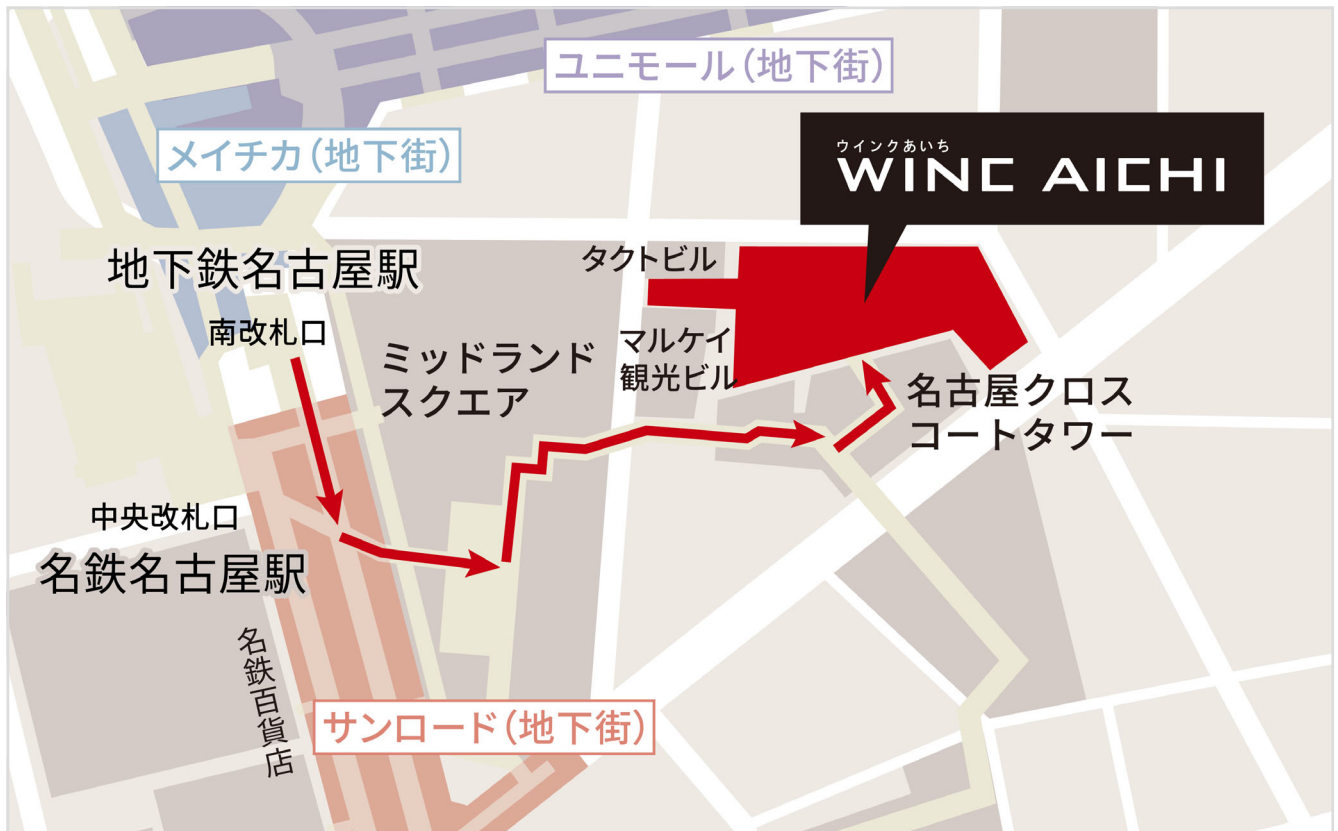 ユニモール(地下街)
メイチカ(地下街)
ウインクあいち
WINC AICHI
地下鉄名古屋駅
南改札口
タクトビル
ミッドランド
スクエア
マルケイ
観光ビル
名古屋クロス
コートタワー
中央改札口
名鉄名古屋駅
名鉄百貨店
サンロード(地下街)